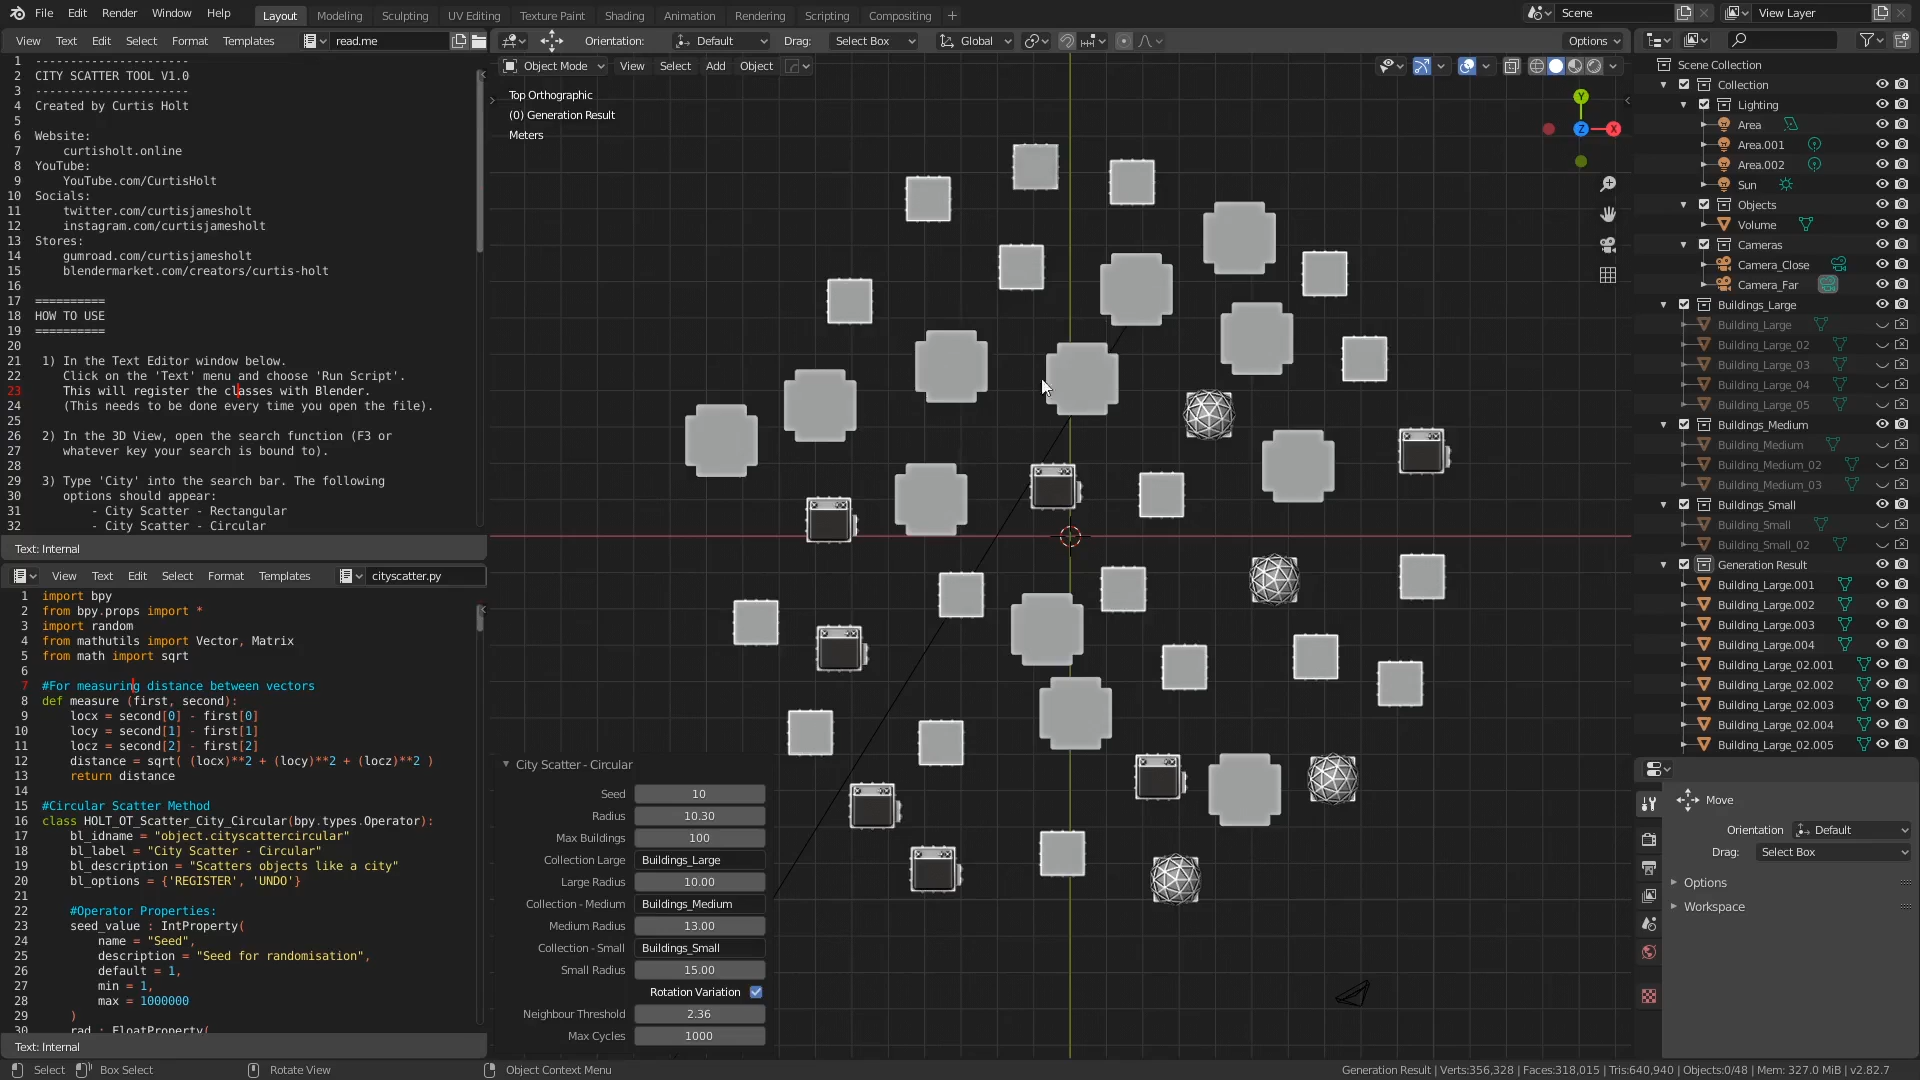 File Edit Render Window Help Layout Modeling Sculpting UV Editing Texture Paint Shading Animation Rendering Scripting Compositing + Scene View Layer
View Text Edit Select Format Templates read.me Orientation: Default Drag: Select Box Global Options
1 ----------------------
2 CITY SCATTER TOOL V1.0
3 ----------------------
4 Created by Curtis Holt
5
6 Website:
7 curtisholt.online
8 YouTube:
9 YouTube.com/CurtisHolt
10 Socials:
11 twitter.com/curtisjamesholt
12 instagram.com/curtisjamesholt
13 Stores:
14 gumroad.com/curtisjamesholt
15 blendermarket.com/creators/curtis-holt
16
17 ==========
18 HOW TO USE
19 ==========
20
21 1) In the Text Editor window below.
22 Click on the 'Text' menu and choose 'Run Script'.
23 This will register the classes with Blender.
24 (This needs to be done every time you open the file).
25
26 2) In the 3D View, open the search function (F3 or
27 whatever key your search is bound to).
28
29 3) Type 'City' into the search bar. The following
30 options should appear:
31 - City Scatter - Rectangular
32 - City Scatter - Circular
Text: Internal
View Text Edit Select Format Templates cityscatter.py
1 import bpy
2 from bpy.props import *
3 import random
4 from mathutils import Vector, Matrix
5 from math import sqrt
6
7 #For measuring distance between vectors
8 def measure (first, second):
9 locx = second[0] - first[0]
10 locy = second[1] - first[1]
11 locz = second[2] - first[2]
12 distance = sqrt( (locx)**2 + (locy)**2 + (locz)**2 )
13 return distance
14
15 #Circular Scatter Method
16 class HOLT_OT_Scatter_City_Circular(bpy.types.Operator):
17 bl_idname = "object.cityscattercircular"
18 bl_label = "City Scatter - Circular"
19 bl_description = "Scatters objects like a city"
20 bl_options = {'REGISTER', 'UNDO'}
21
22 #Operator Properties:
23 seed_value : IntProperty(
24 name = "Seed",
25 description = "Seed for randomisation",
26 default = 1,
27 min = 1,
28 max = 1000000
29 )
30 rad : FloatProperty(
Text: Internal
Object Mode View Select Add Object
Top Orthographic
(0) Generation Result
Meters
Y
Z X
City Scatter - Circular
Seed 10
Radius 10.30
Max Buildings 100
Collection Large Buildings_Large
Large Radius 10.00
Collection - Medium Buildings_Medium
Medium Radius 13.00
Collection - Small Buildings_Small
Small Radius 15.00
Rotation Variation
Neighbour Threshold 2.36
Max Cycles 1000
Scene Collection
Collection
Lighting
Area
Area.001
Area.002
Sun
Objects
Volume
Cameras
Camera_Close
Camera_Far
Buildings_Large
Building_Large
Building_Large_02
Building_Large_03
Building_Large_04
Building_Large_05
Buildings_Medium
Building_Medium
Building_Medium_02
Building_Medium_03
Buildings_Small
Building_Small
Building_Small_02
Generation Result
Building_Large.001
Building_Large.002
Building_Large.003
Building_Large.004
Building_Large_02.001
Building_Large_02.002
Building_Large_02.003
Building_Large_02.004
Building_Large_02.005
Move
Orientation Default
Drag: Select Box
Options
Workspace
Select Box Select Rotate View Object Context Menu Generation Result | Verts:356,328 | Faces:318,015 | Tris:640,940 | Objects:0/48 | Mem: 327.0 MiB | v2.82.7